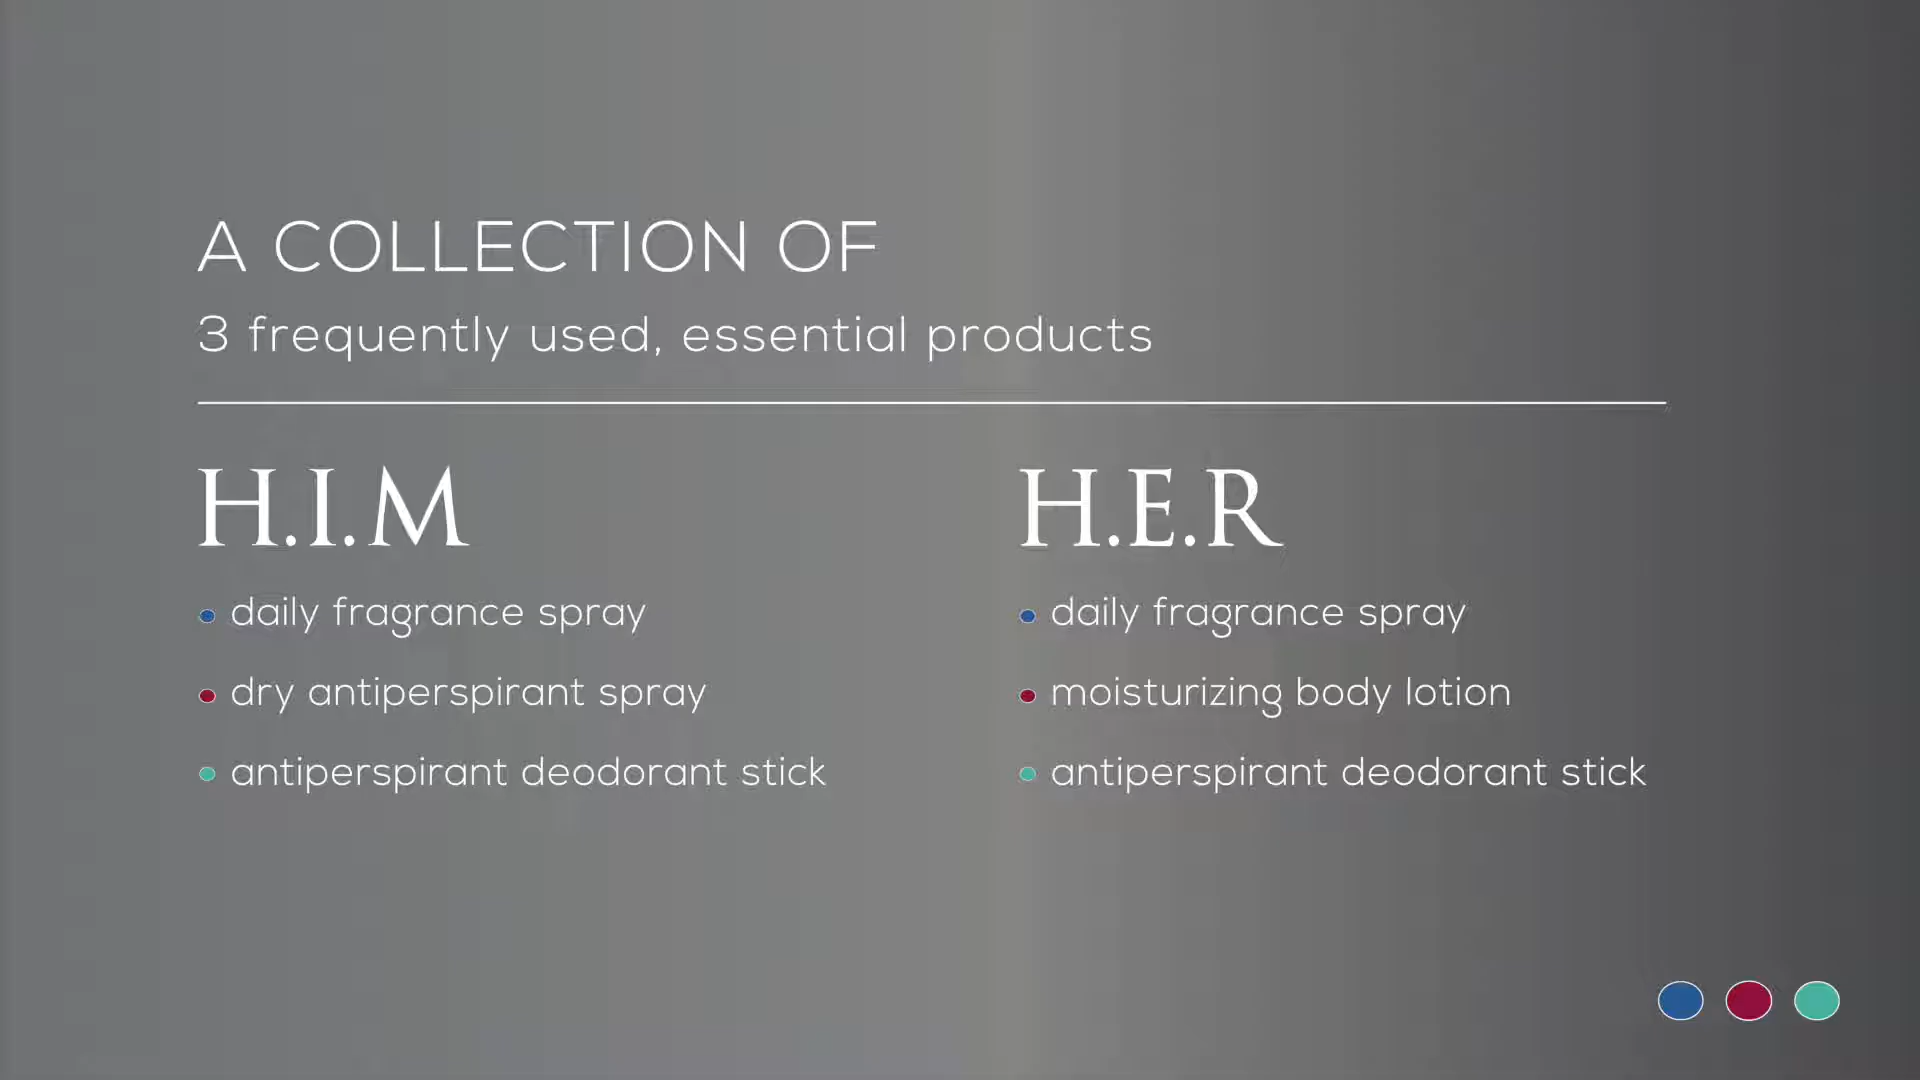 A COLLECTION OF
3 frequently used, essential products
H.I.M
daily fragrance spray
dry antiperspirant spray
antiperspirant deodorant stick
H.E.R
daily fragrance spray
moisturizing body lotion
antiperspirant deodorant stick